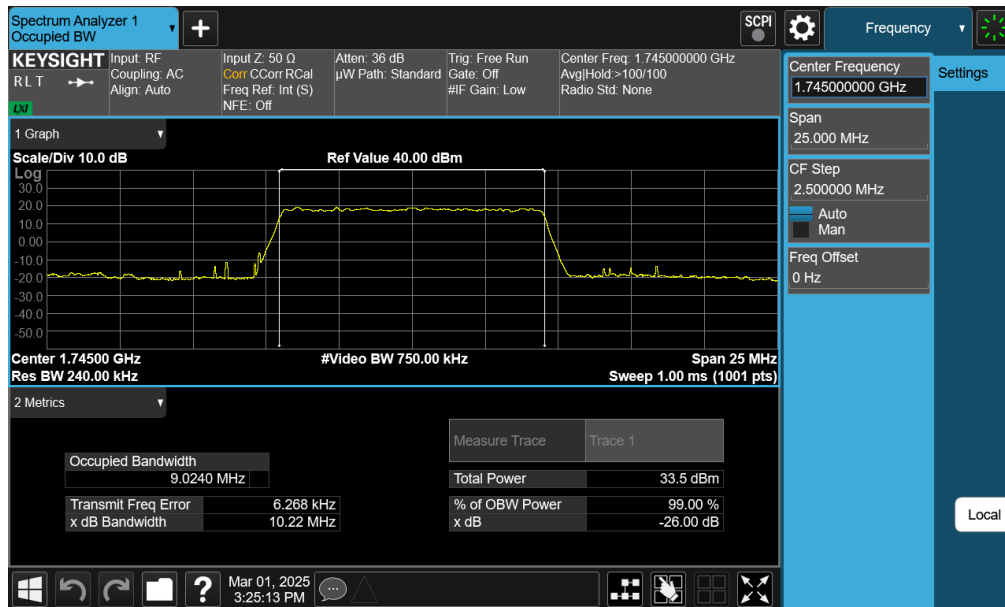 Spectrum Analyzer 1
Occupied BW
+
SCPI
Frequency
KEYSIGHT
RLT
LXI
Input: RF
Coupling: AC
Align: Auto
Input Z: 50 Ω
Corr CCorr RCal
Freq Ref: Int (S)
NFE: Off
Atten: 36 dB
µW Path: Standard
Trig: Free Run
Gate: Off
#IF Gain: Low
Center Freq: 1.745000000 GHz
Avg|Hold:>100/100
Radio Std: None
1 Graph
Scale/Div 10.0 dB
Ref Value 40.00 dBm
Log
30.0
20.0
10.0
0.00
-10.0
-20.0
-30.0
-40.0
-50.0
Center 1.74500 GHz
#Video BW 750.00 kHz
Span 25 MHz
Res BW 240.00 kHz
Sweep 1.00 ms (1001 pts)
2 Metrics
Measure Trace
Trace 1
Occupied Bandwidth
9.0240 MHz
Total Power
33.5 dBm
Transmit Freq Error
6.268 kHz
% of OBW Power
99.00 %
x dB Bandwidth
10.22 MHz
x dB
-26.00 dB
Center Frequency
1.745000000 GHz
Settings
Span
25.000 MHz
CF Step
2.500000 MHz
Auto
Man
Freq Offset
0 Hz
Local
?
Mar 01, 2025
3:25:13 PM